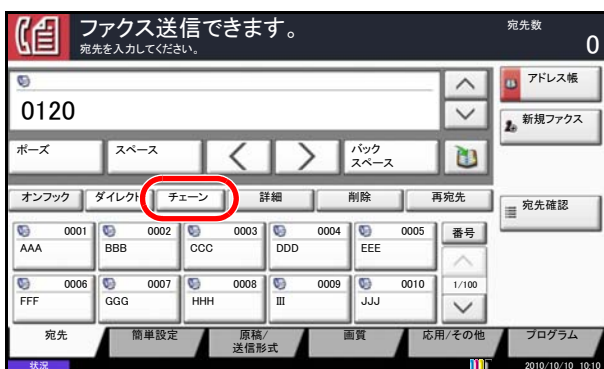 ファクス送信できます。
宛先を入力してください。
宛先数
0
0120
アドレス帳
新規ファクス
ポーズ スペース バック
スペース
オンフック ダイレクト チェーン 詳細 削除 再宛先
宛先確認
0001 0002 0003 0004 0005 番号
AAA BBB CCC DDD EEE
0006 0007 0008 0009 0010 1/100
FFF GGG HHH III JJJ
宛先 簡単設定 原稿/
送信形式 画質 応用/その他 プログラム
状況 2010/10/10 10:10